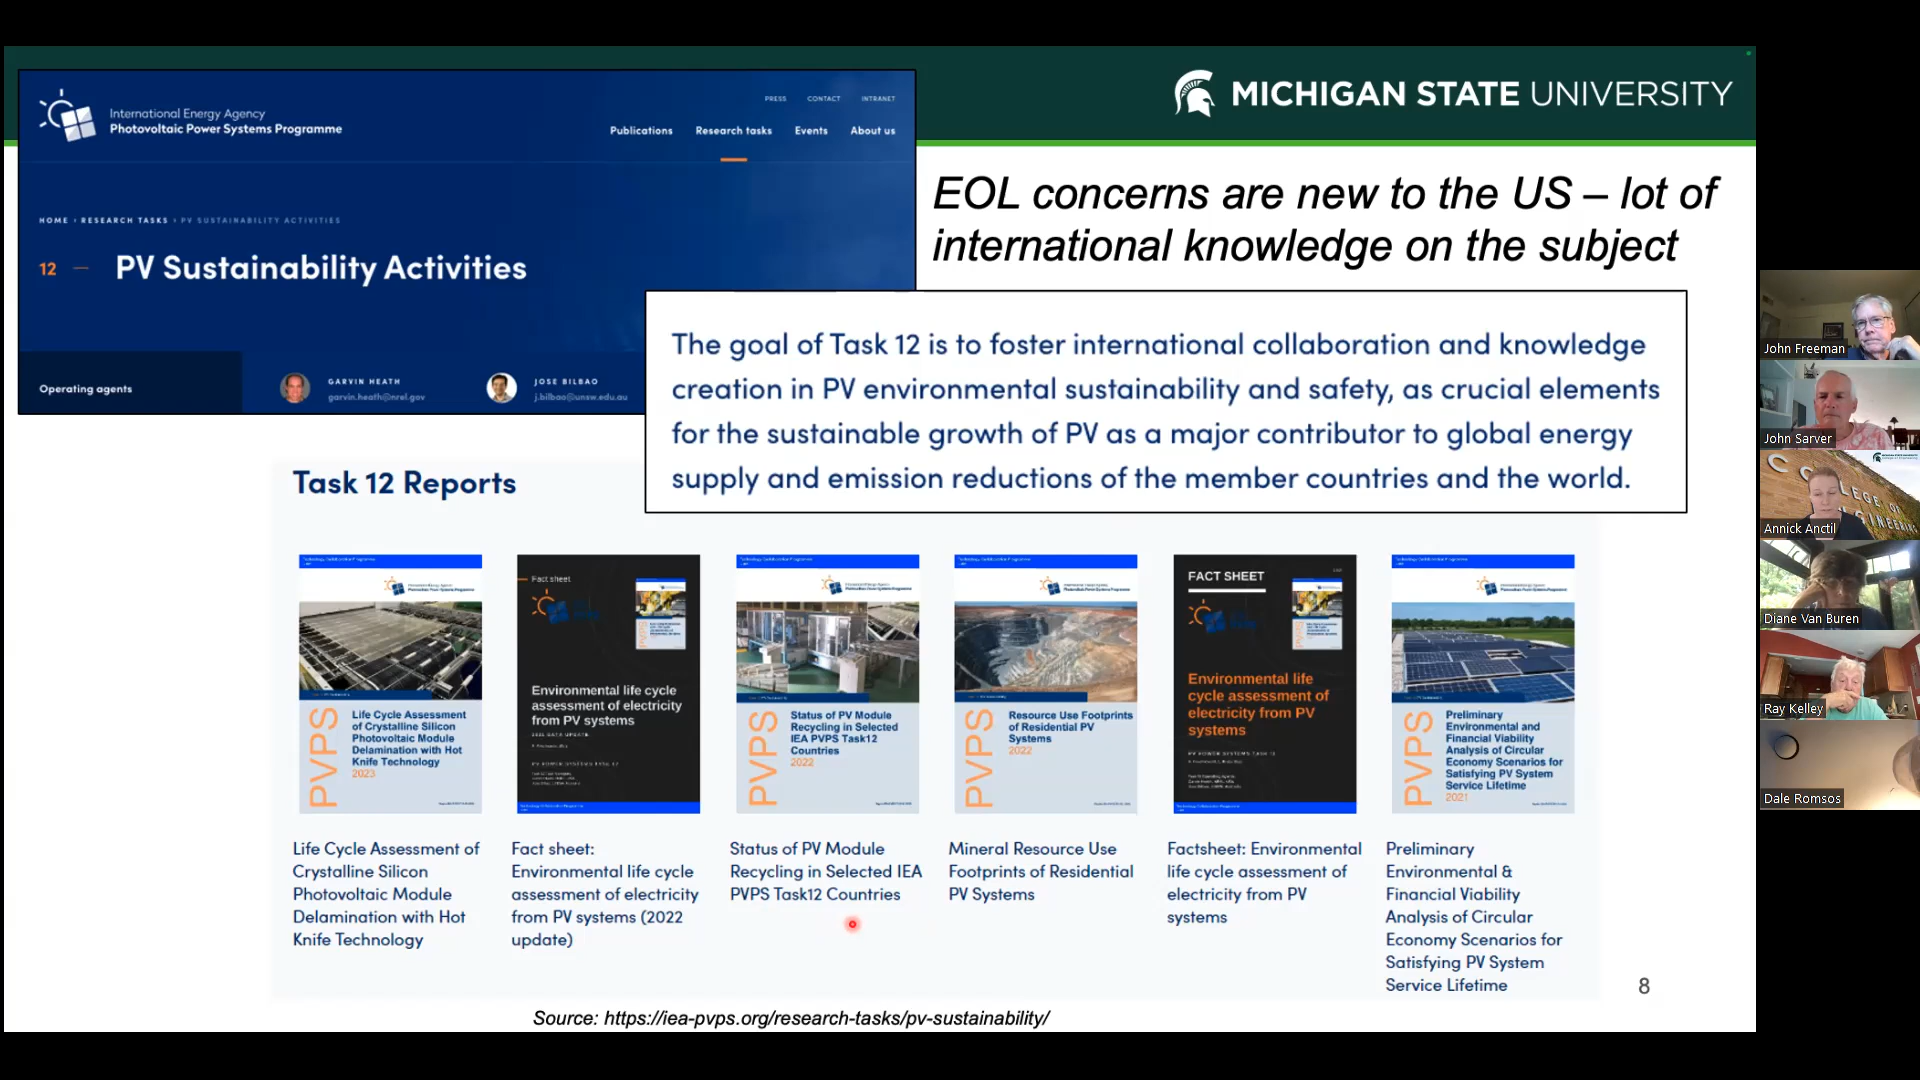 MICHIGAN STATE UNIVERSITY
International Energy Agency
Photovoltaic Power Systems Programme
PRESS CONTACT INTRANET
Publications Research tasks Events About us
HOME › RESEARCH TASKS › PV SUSTAINABILITY ACTIVITIES
12 — PV Sustainability Activities
Operating agents
GARVIN HEATH
garvin.heath@nrel.gov
JOSE BILBAO
j.bilbao@unsw.edu.au
EOL concerns are new to the US – lot of
international knowledge on the subject
The goal of Task 12 is to foster international collaboration and knowledge
creation in PV environmental sustainability and safety, as crucial elements
for the sustainable growth of PV as a major contributor to global energy
supply and emission reductions of the member countries and the world.
Task 12 Reports
PVPS
Life Cycle Assessment
of Crystalline Silicon
Photovoltaic Module
Delamination with Hot
Knife Technology
2023
Fact sheet
Environmental life cycle
assessment of electricity
from PV systems
PVPS
Status of PV Module
Recycling in Selected
IEA PVPS Task12
Countries
2022
PVPS
Resource Use Footprints
of Residential PV
Systems
2022
FACT SHEET
Environmental life
cycle assessment of
electricity from PV
systems
PVPS
Preliminary
Environmental and
Financial Viability
Analysis of Circular
Economy Scenarios for
Satisfying PV System
Service Lifetime
2021
Life Cycle Assessment of
Crystalline Silicon
Photovoltaic Module
Delamination with Hot
Knife Technology
Fact sheet:
Environmental life cycle
assessment of electricity
from PV systems (2022
update)
Status of PV Module
Recycling in Selected IEA
PVPS Task12 Countries
Mineral Resource Use
Footprints of Residential
PV Systems
Factsheet: Environmental
life cycle assessment of
electricity from PV
systems
Preliminary
Environmental &
Financial Viability
Analysis of Circular
Economy Scenarios for
Satisfying PV System
Service Lifetime
8
Source: https://iea-pvps.org/research-tasks/pv-sustainability/
John Freeman
John Sarver
Annick Anctil
Diane Van Buren
Ray Kelley
Dale Romsos